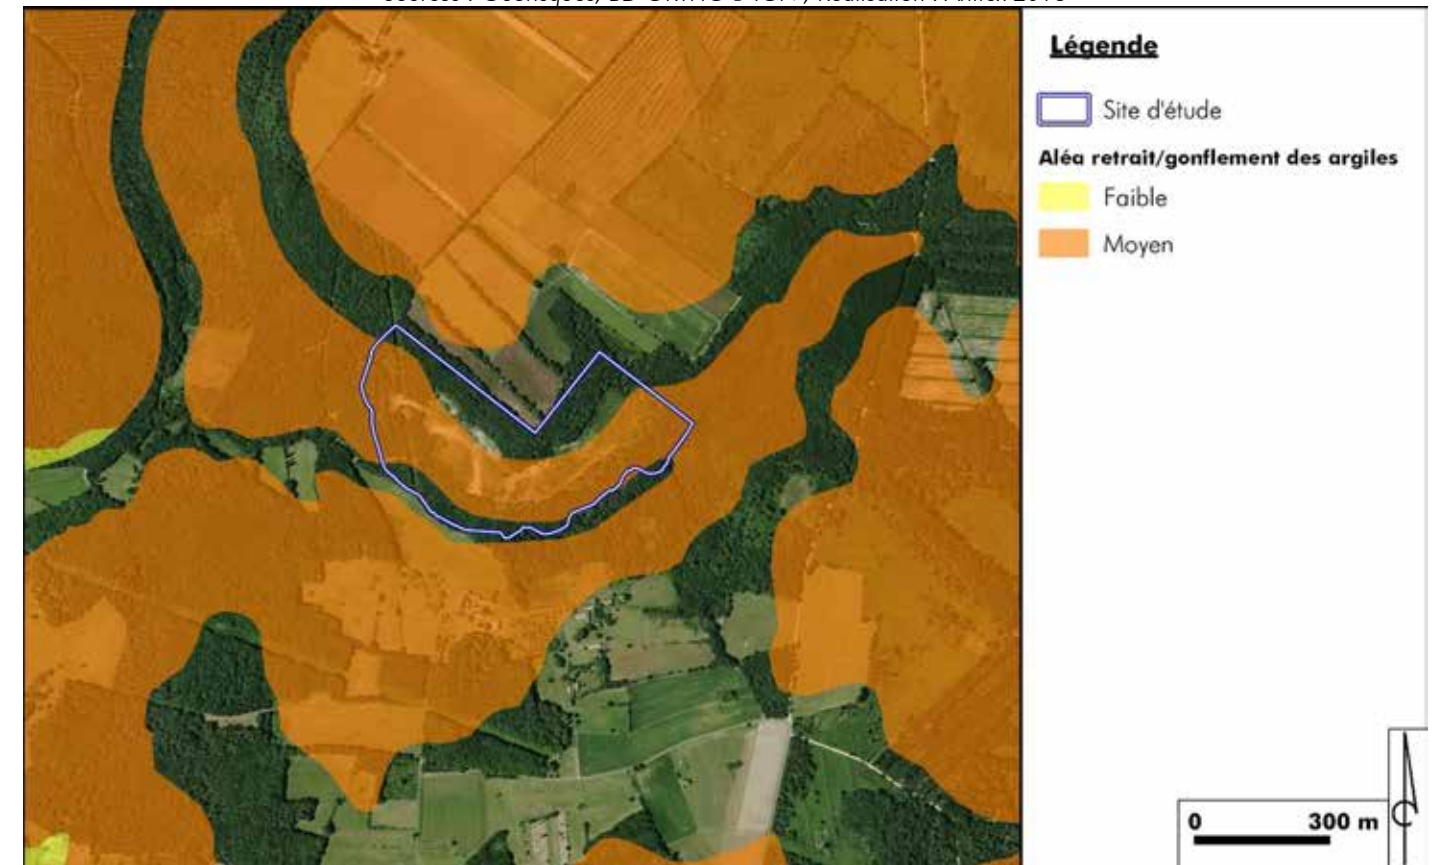 Légende
Site d'étude
Aléa retrait/gonflement des argiles
Faible
Moyen
0 300 m